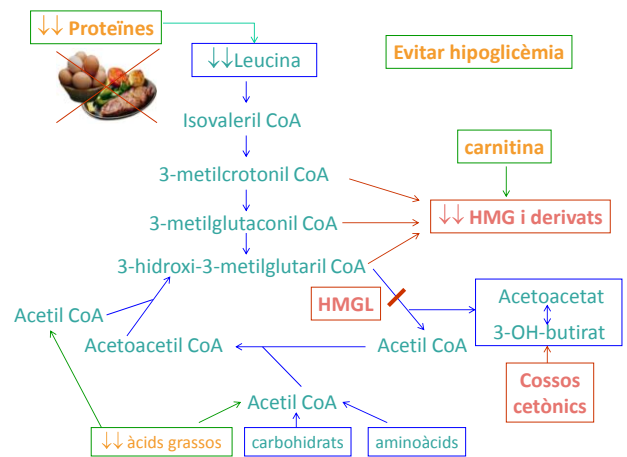 ↓↓ Proteïnes
↓↓Leucina
Evitar hipoglicèmia
Isovaleril CoA
carnitina
3-metilcrotonil CoA
↓↓ HMG i derivats
3-metilglutaconil CoA
3-hidroxi-3-metilglutaril CoA
HMGL
Acetoacetat
3-OH-butirat
Acetil CoA
Acetoacetil CoA
Acetil CoA
Cossos
cetònics
Acetil CoA
↓↓ àcids grassos
carbohidrats
aminoàcids